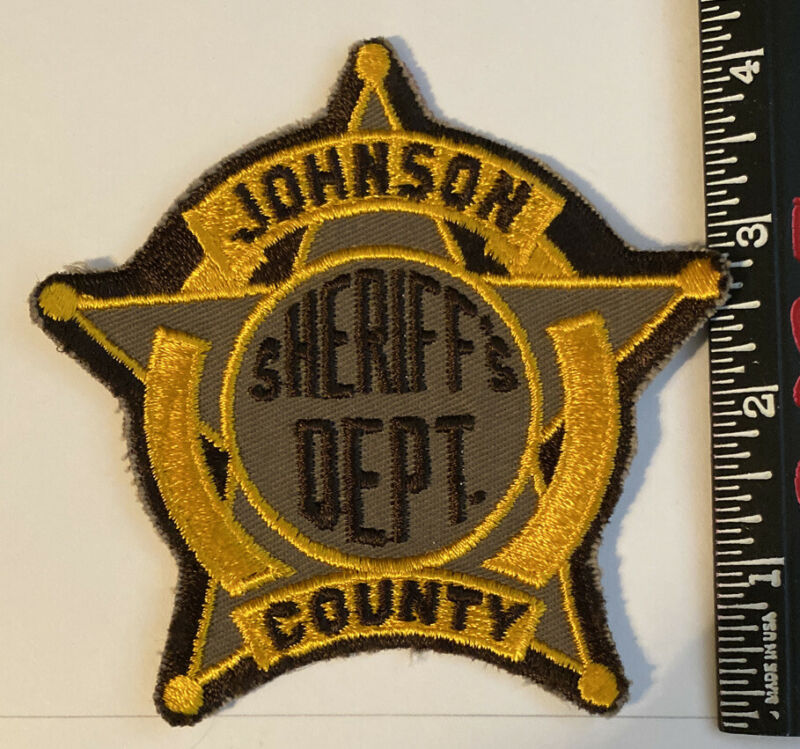 JOHNSON
SHERIFF'S
DEPT.
COUNTY
4
3
2
1
MADE IN USA